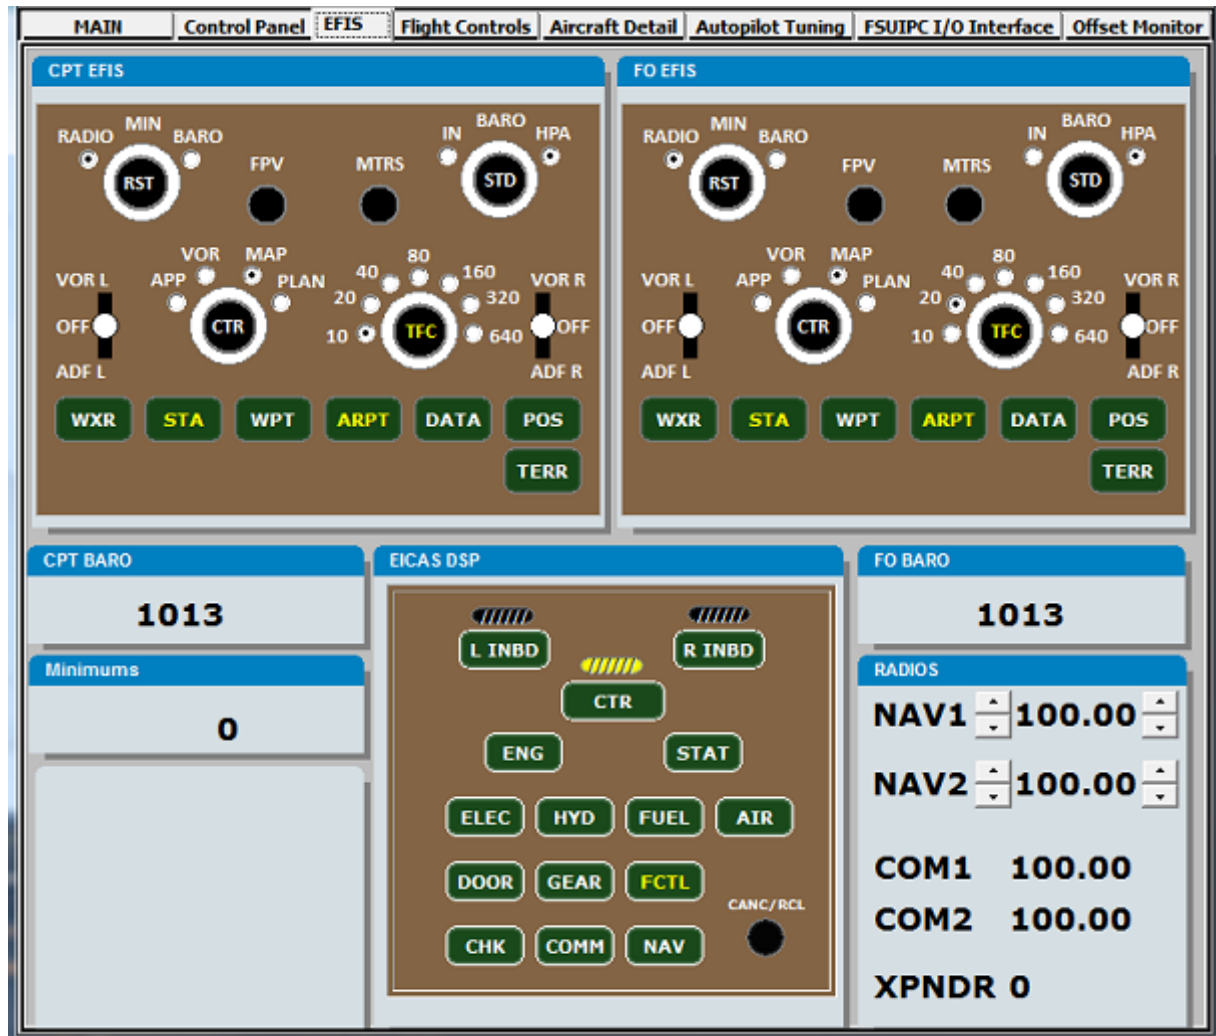 MAIN Control Panel EFIS Flight Controls Aircraft Detail Autopilot Tuning FSUIPC I/O Interface Offset Monitor
CPT EFIS
RADIO MIN BARO
RST
FPV
MTRS
IN BARO HPA
STD
VOR L
OFF
ADF L
APP VOR MAP PLAN
CTR
10 20 40 80 160 320 640
TFC
VOR R
OFF
ADF R
WXR STA WPT ARPT DATA POS
TERR
FO EFIS
RADIO MIN BARO
RST
FPV
MTRS
IN BARO HPA
STD
VOR L
OFF
ADF L
APP VOR MAP PLAN
CTR
10 20 40 80 160 320 640
TFC
VOR R
OFF
ADF R
WXR STA WPT ARPT DATA POS
TERR
CPT BARO
1013
Minimums
0
EICAS DSP
L INBD R INBD
CTR
ENG STAT
ELEC HYD FUEL AIR
DOOR GEAR FCTL
CANC/RCL
CHK COMM NAV
FO BARO
1013
RADIOS
NAV1 100.00
NAV2 100.00
COM1 100.00
COM2 100.00
XPNDR 0